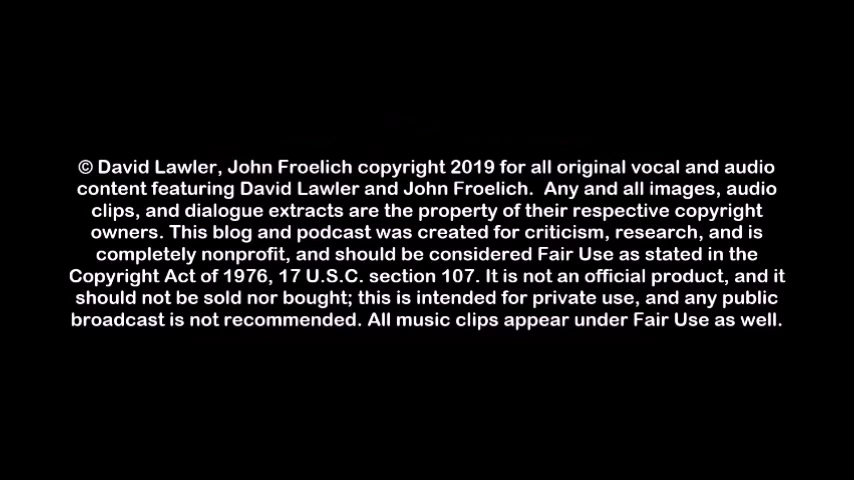 © David Lawler, John Froelich copyright 2019 for all original vocal and audio
content featuring David Lawler and John Froelich.  Any and all images, audio
clips, and dialogue extracts are the property of their respective copyright
owners. This blog and podcast was created for criticism, research, and is
completely nonprofit, and should be considered Fair Use as stated in the
Copyright Act of 1976, 17 U.S.C. section 107. It is not an official product, and it
should not be sold nor bought; this is intended for private use, and any public
broadcast is not recommended. All music clips appear under Fair Use as well.